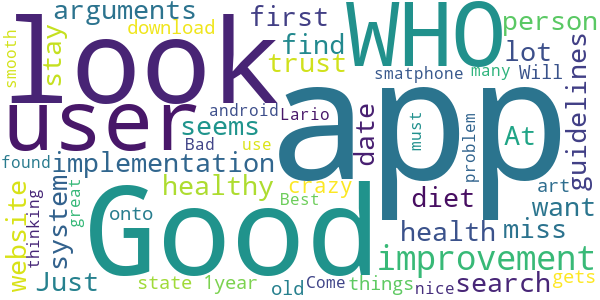 arguments
download
first
WHO
person
smooth
look
stay
find
trust
lot
guidelines
smatphone
many
Will
user
android
Lario
seems
Bad
use
date
must
problem
At
app
found
implementation
website
thinking
system
great
Good
healthy
crazy
Best
diet
art
want
onto
health
miss
improvement
Just
state
1year
old
Come
things
nice
search
gets